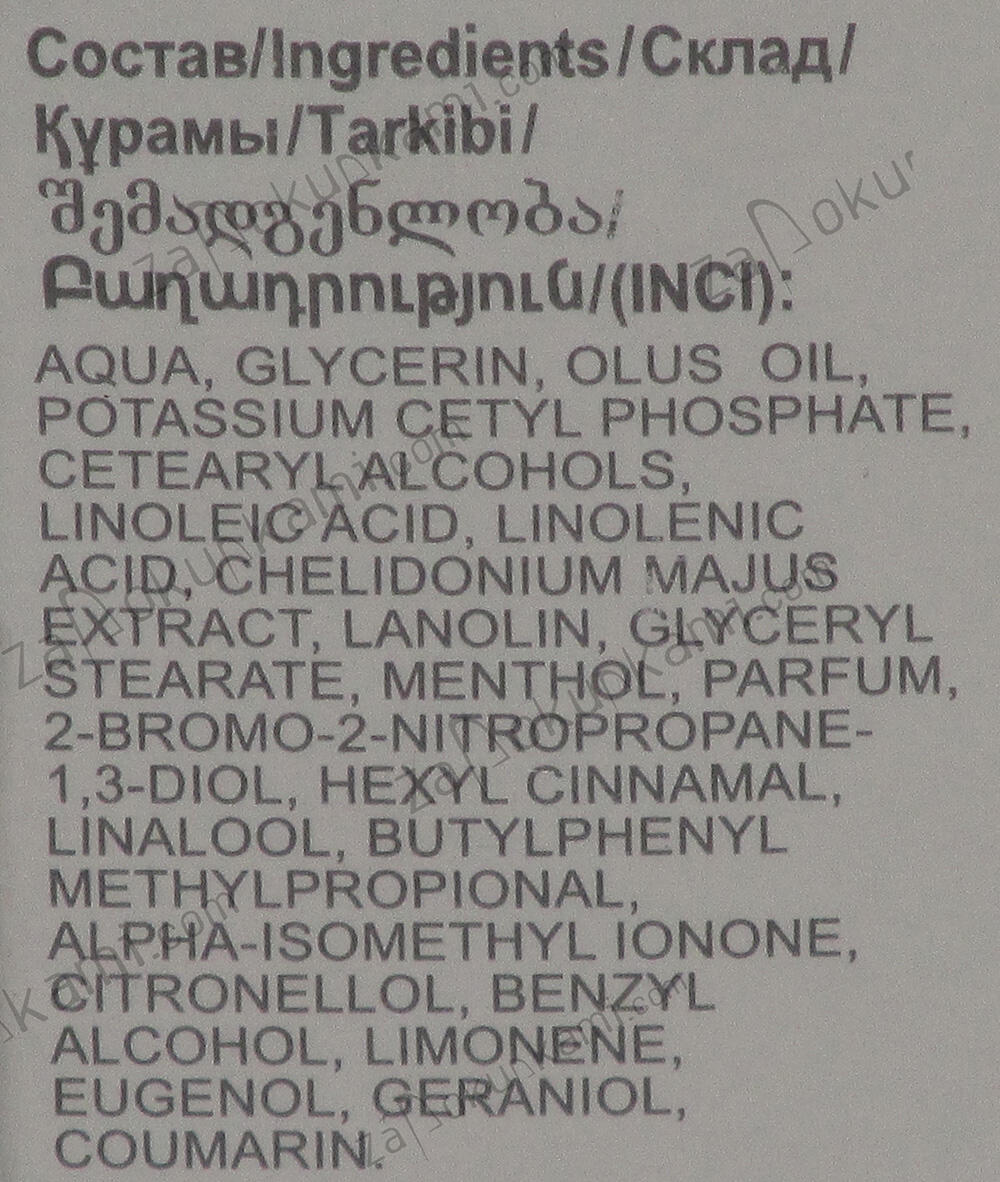 Состав/Ingredients/Склад/
Құрамы/Tarkibi/
შემადგენლობა/
Բաղադրություն/(INCI):
AQUA, GLYCERIN, OLUS OIL,
POTASSIUM CETYL PHOSPHATE,
CETEARYL ALCOHOLS,
LINOLEIC ACID, LINOLENIC
ACID, CHELIDONIUM MAJUS
EXTRACT, LANOLIN, GLYCERYL
STEARATE, MENTHOL, PARFUM,
2-BROMO-2-NITROPROPANE-
1,3-DIOL, HEXYL CINNAMAL,
LINALOOL, BUTYLPHENYL
METHYLPROPIONAL,
ALPHA-ISOMETHYL IONONE,
CITRONELLOL, BENZYL
ALCOHOL, LIMONENE,
EUGENOL, GERANIOL,
COUMARIN.